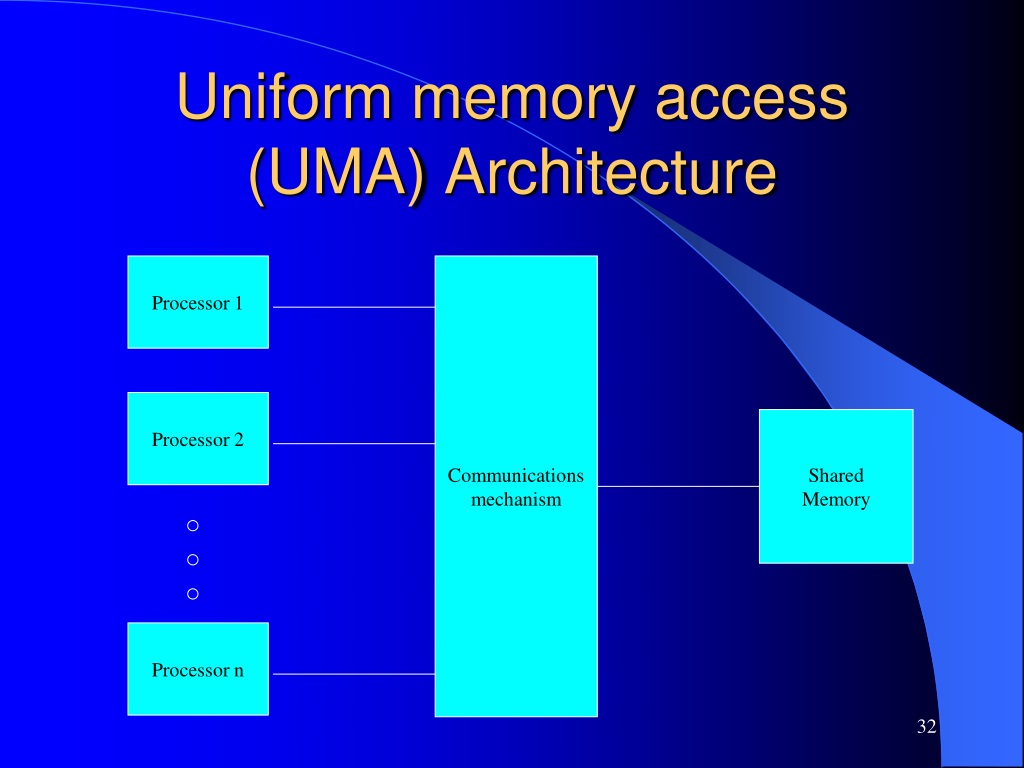 Uniform memory access
(UMA) Architecture
Processor 1
Processor 2
Communications
mechanism
Shared
Memory
Processor n
32